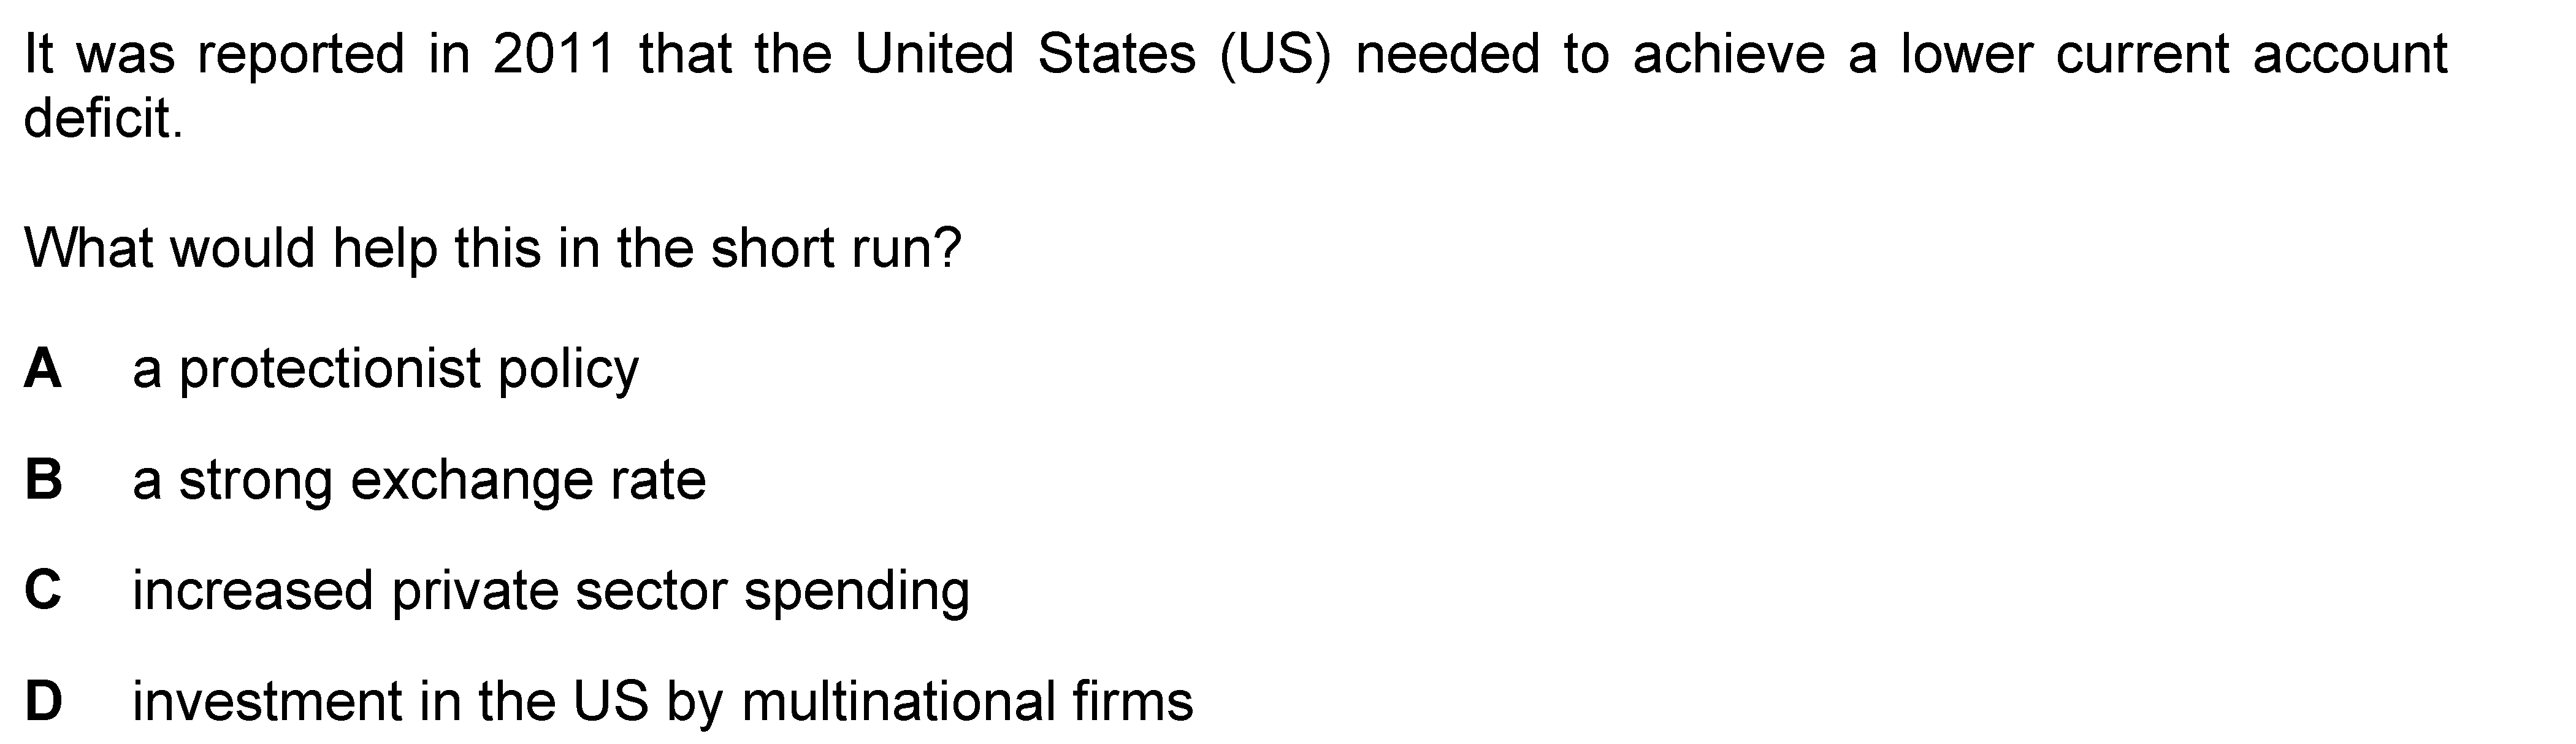 It was reported in 2011 that the United States (US) needed to achieve a lower current account
deficit.
What would help this in the short run?
A a protectionist policy
B a strong exchange rate
C increased private sector spending
D investment in the US by multinational firms